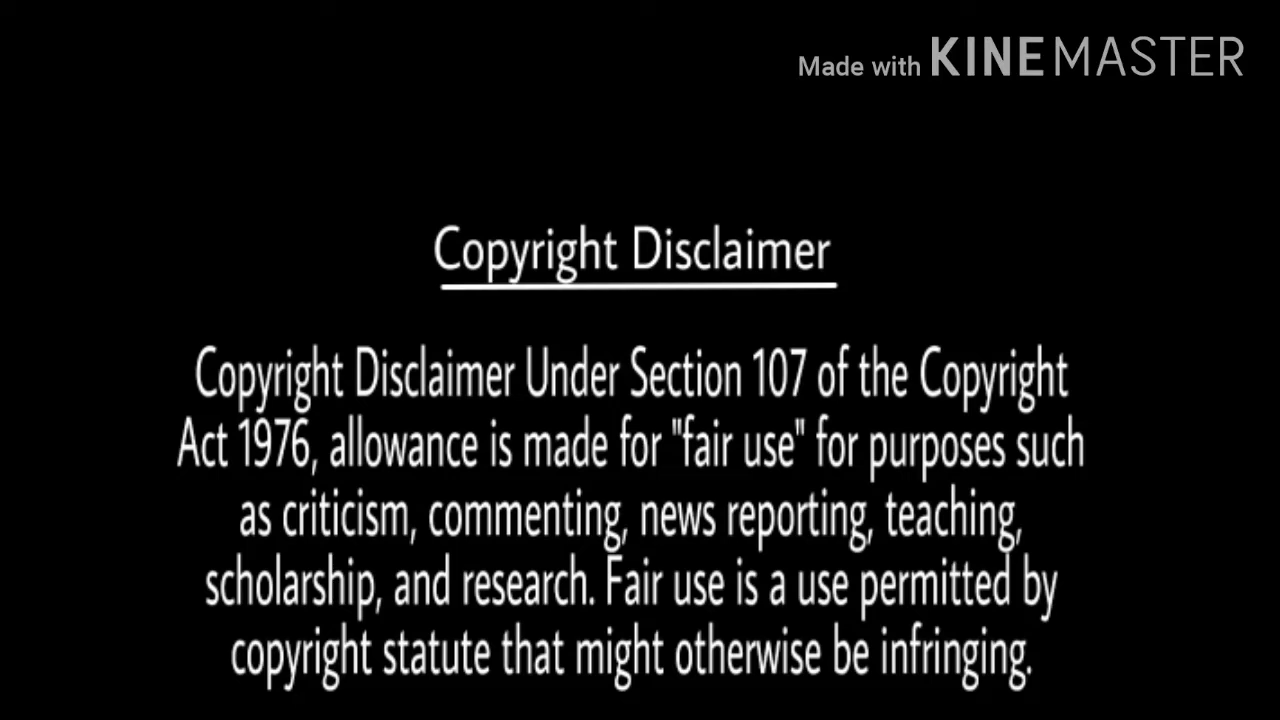 Made with KINEMASTER
Copyright Disclaimer
Copyright Disclaimer Under Section 107 of the Copyright
Act 1976, allowance is made for "fair use" for purposes such
as criticism, commenting, news reporting, teaching,
scholarship, and research. Fair use is a use permitted by
copyright statute that might otherwise be infringing.